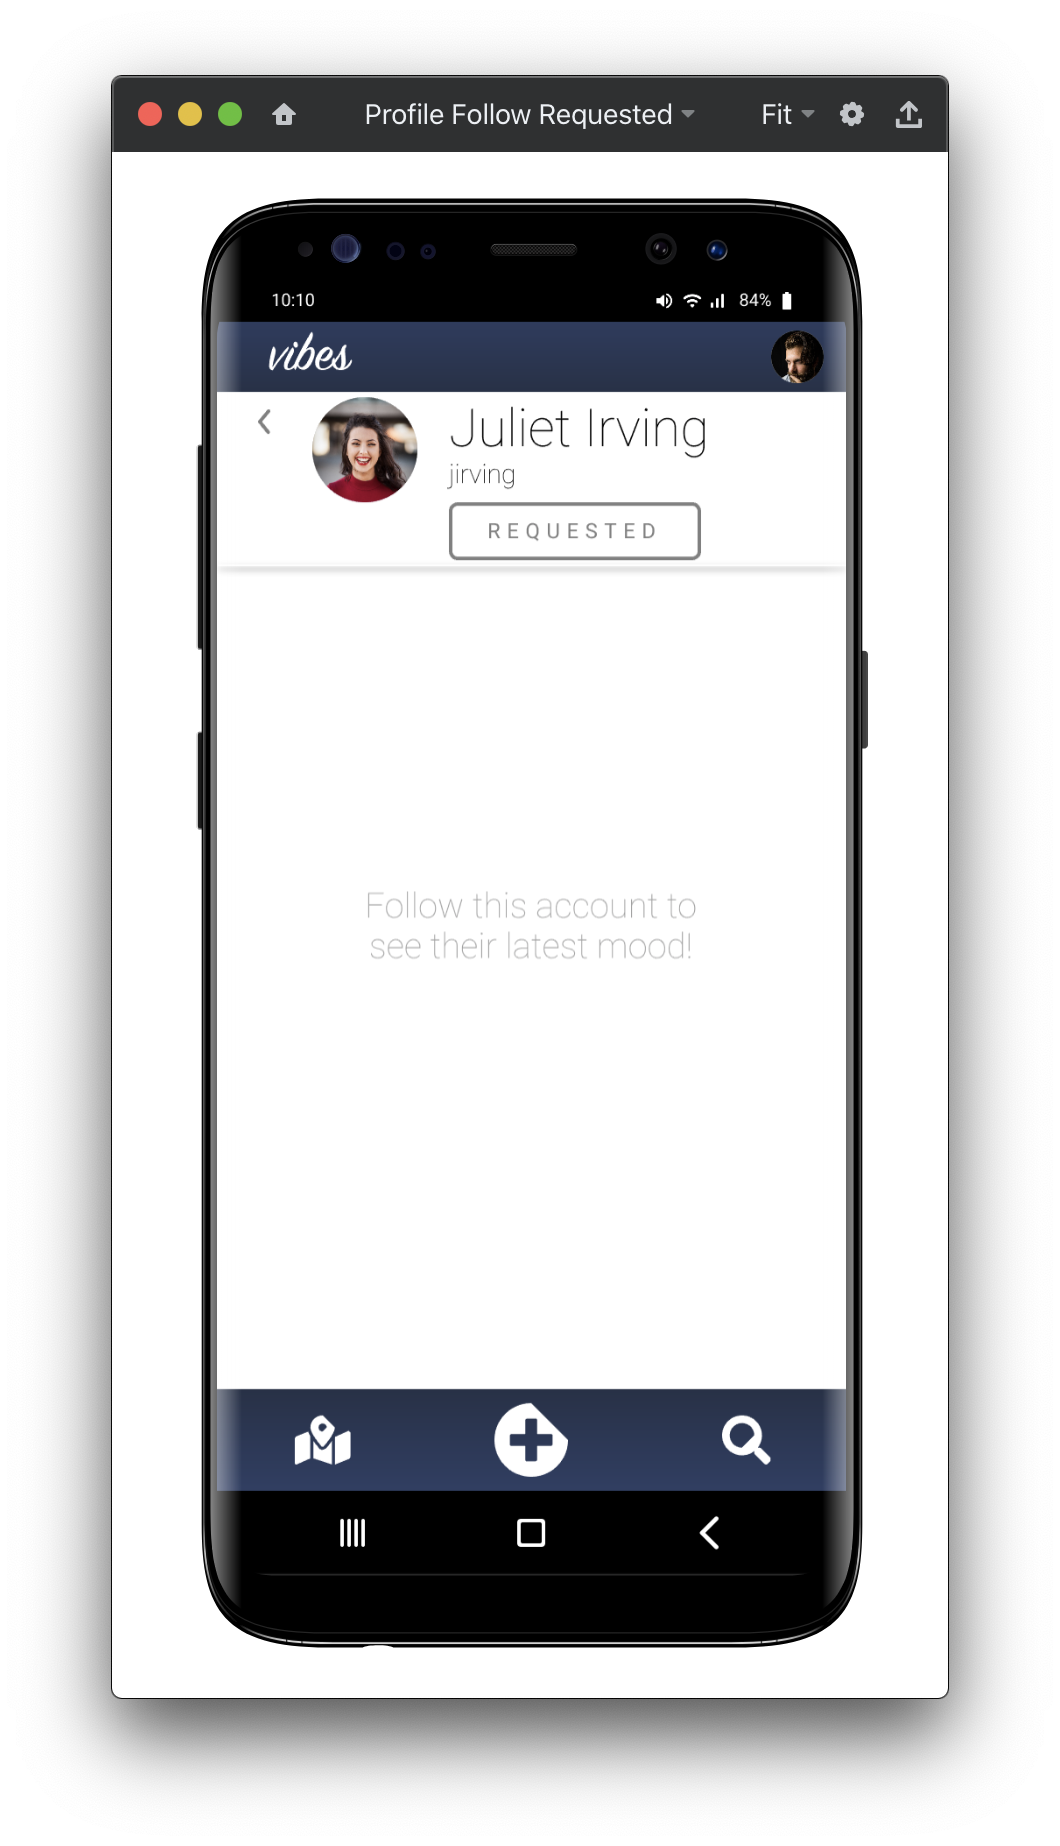 Profile Follow Requested
Fit
10:10
84%
vibes
Juliet Irving
jirving
REQUESTED
Follow this account to
see their latest mood!